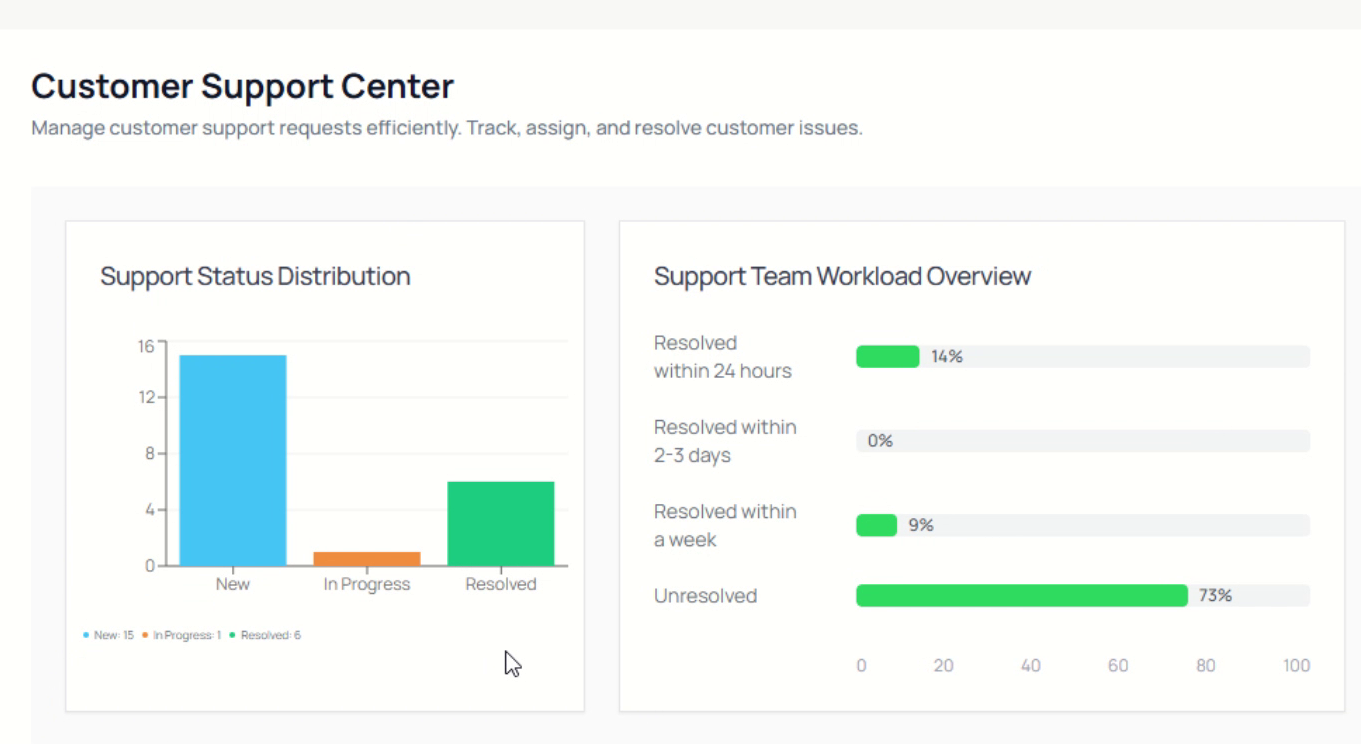 Customer Support Center
Manage customer support requests efficiently. Track, assign, and resolve customer issues.
Support Status Distribution
16
12
8
4
0
New
In Progress
Resolved
New: 15 In Progress: 1 Resolved: 6
Support Team Workload Overview
Resolved
within 24 hours
14%
Resolved within
2-3 days
0%
Resolved within
a week
9%
Unresolved
73%
0 20 40 60 80 100